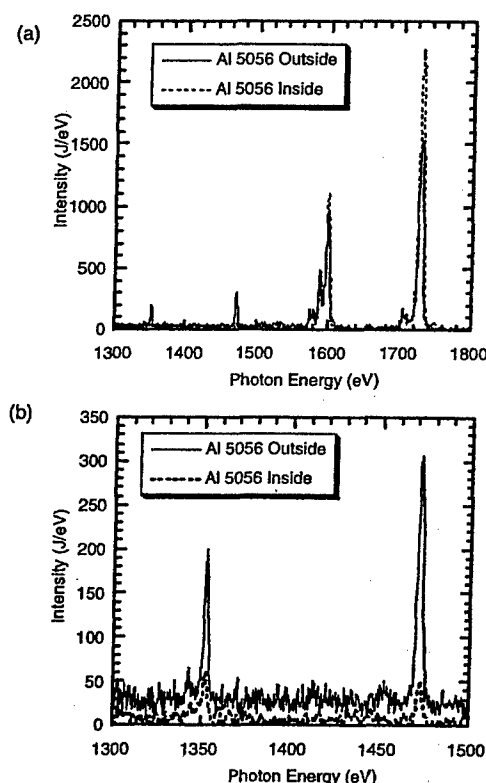 (a)
2500
2000
1500
1000
500
0
Intensity (J/eV)
Al 5056 Outside
Al 5056 Inside
1300 1400 1500 1600 1700 1800
Photon Energy (eV)
(b)
350
300
250
200
150
100
50
0
Intensity (J/eV)
Al 5056 Outside
Al 5056 Inside
1300 1350 1400 1450 1500
Photon Energy (eV)